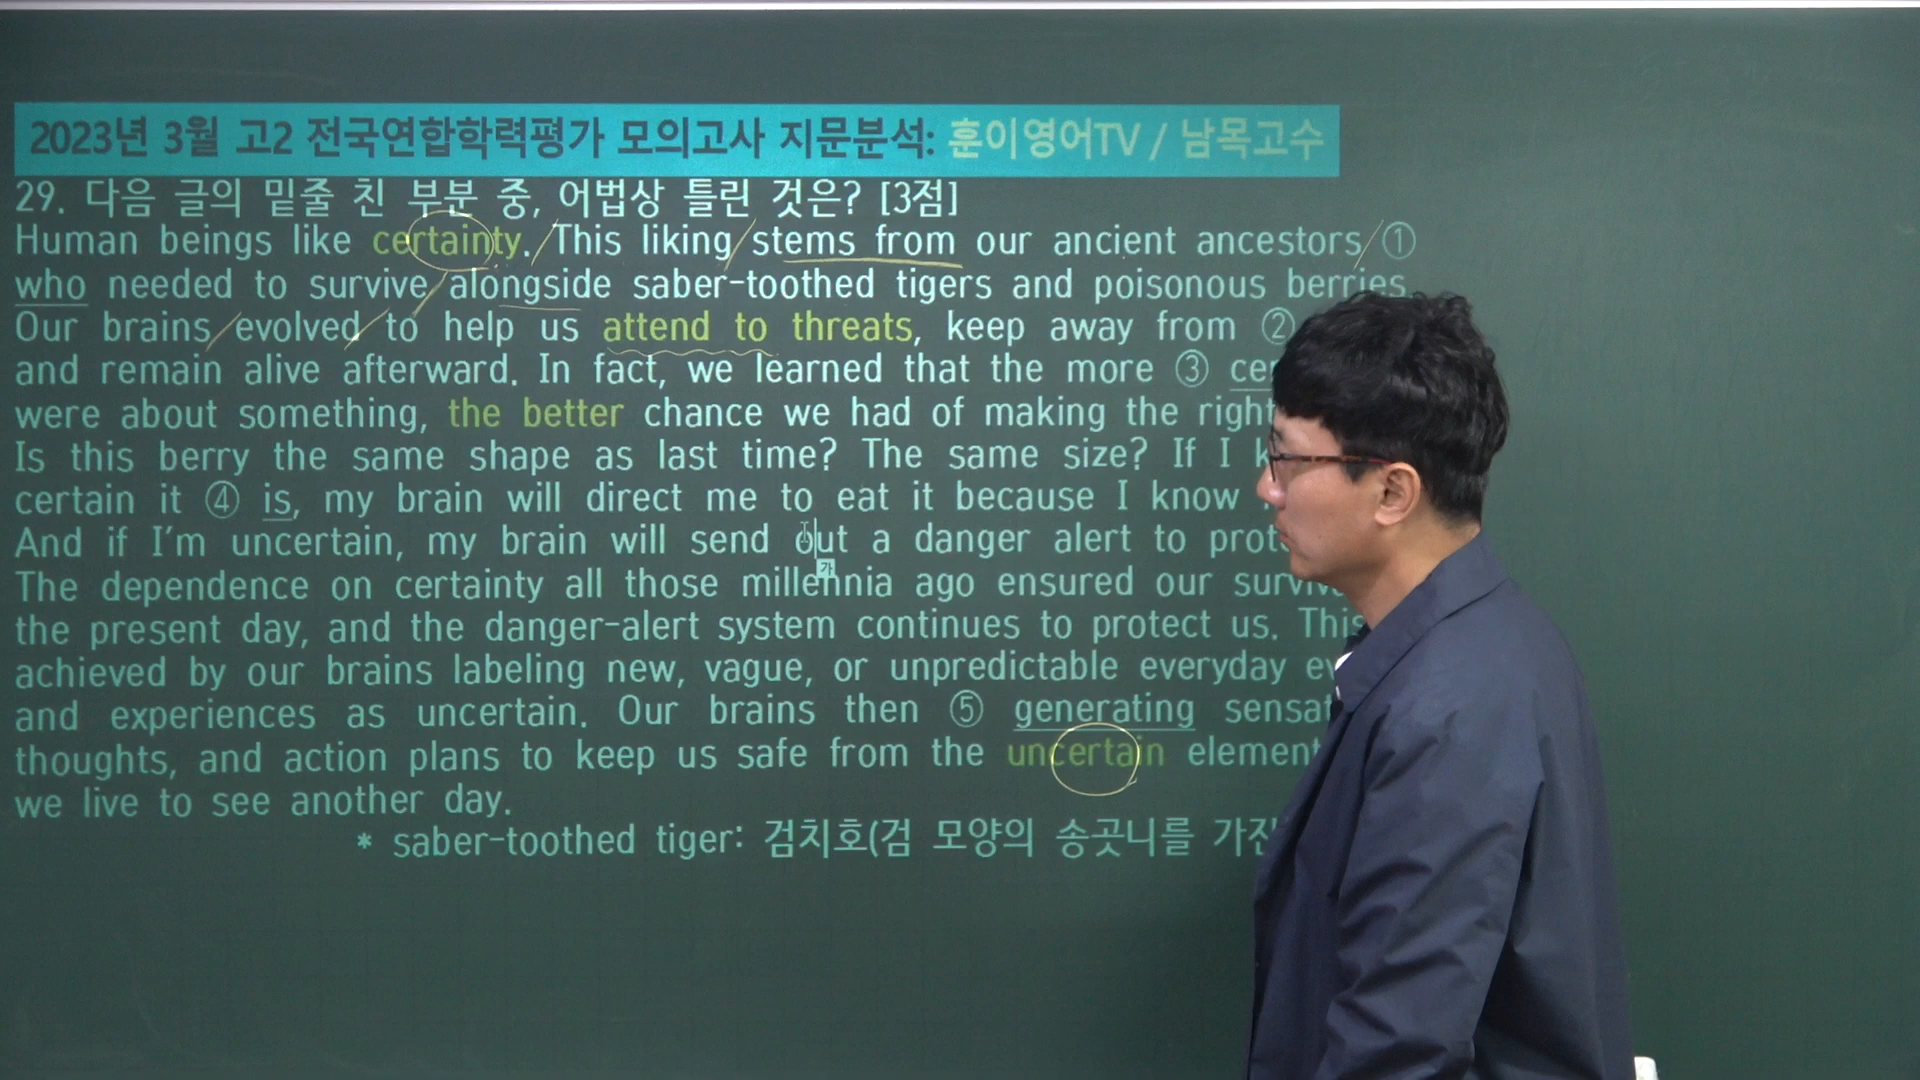 2023년 3월 고2 전국연합학력평가 모의고사 지문분석: 훈이영어TV / 남목고수
29. 다음 글의 밑줄 친 부분 중, 어법상 틀린 것은? [3점]
Human beings like certainty. This liking stems from our ancient ancestors ①
who needed to survive alongside saber-toothed tigers and poisonous berries.
Our brains evolved to help us attend to threats, keep away from ②
and remain alive afterward. In fact, we learned that the more ③
were about something, the better chance we had of making the right
Is this berry the same shape as last time? The same size? If I
certain it ④ is, my brain will direct me to eat it because I know
And if I'm uncertain, my brain will send out a danger alert to
The dependence on certainty all those millennia ago ensured our
the present day, and the danger-alert system continues to protect us. This
achieved by our brains labeling new, vague, or unpredictable everyday
and experiences as uncertain. Our brains then ⑤ generating
thoughts, and action plans to keep us safe from the uncertain
we live to see another day.
* saber-toothed tiger: 검치호(검 모양의 송곳니를